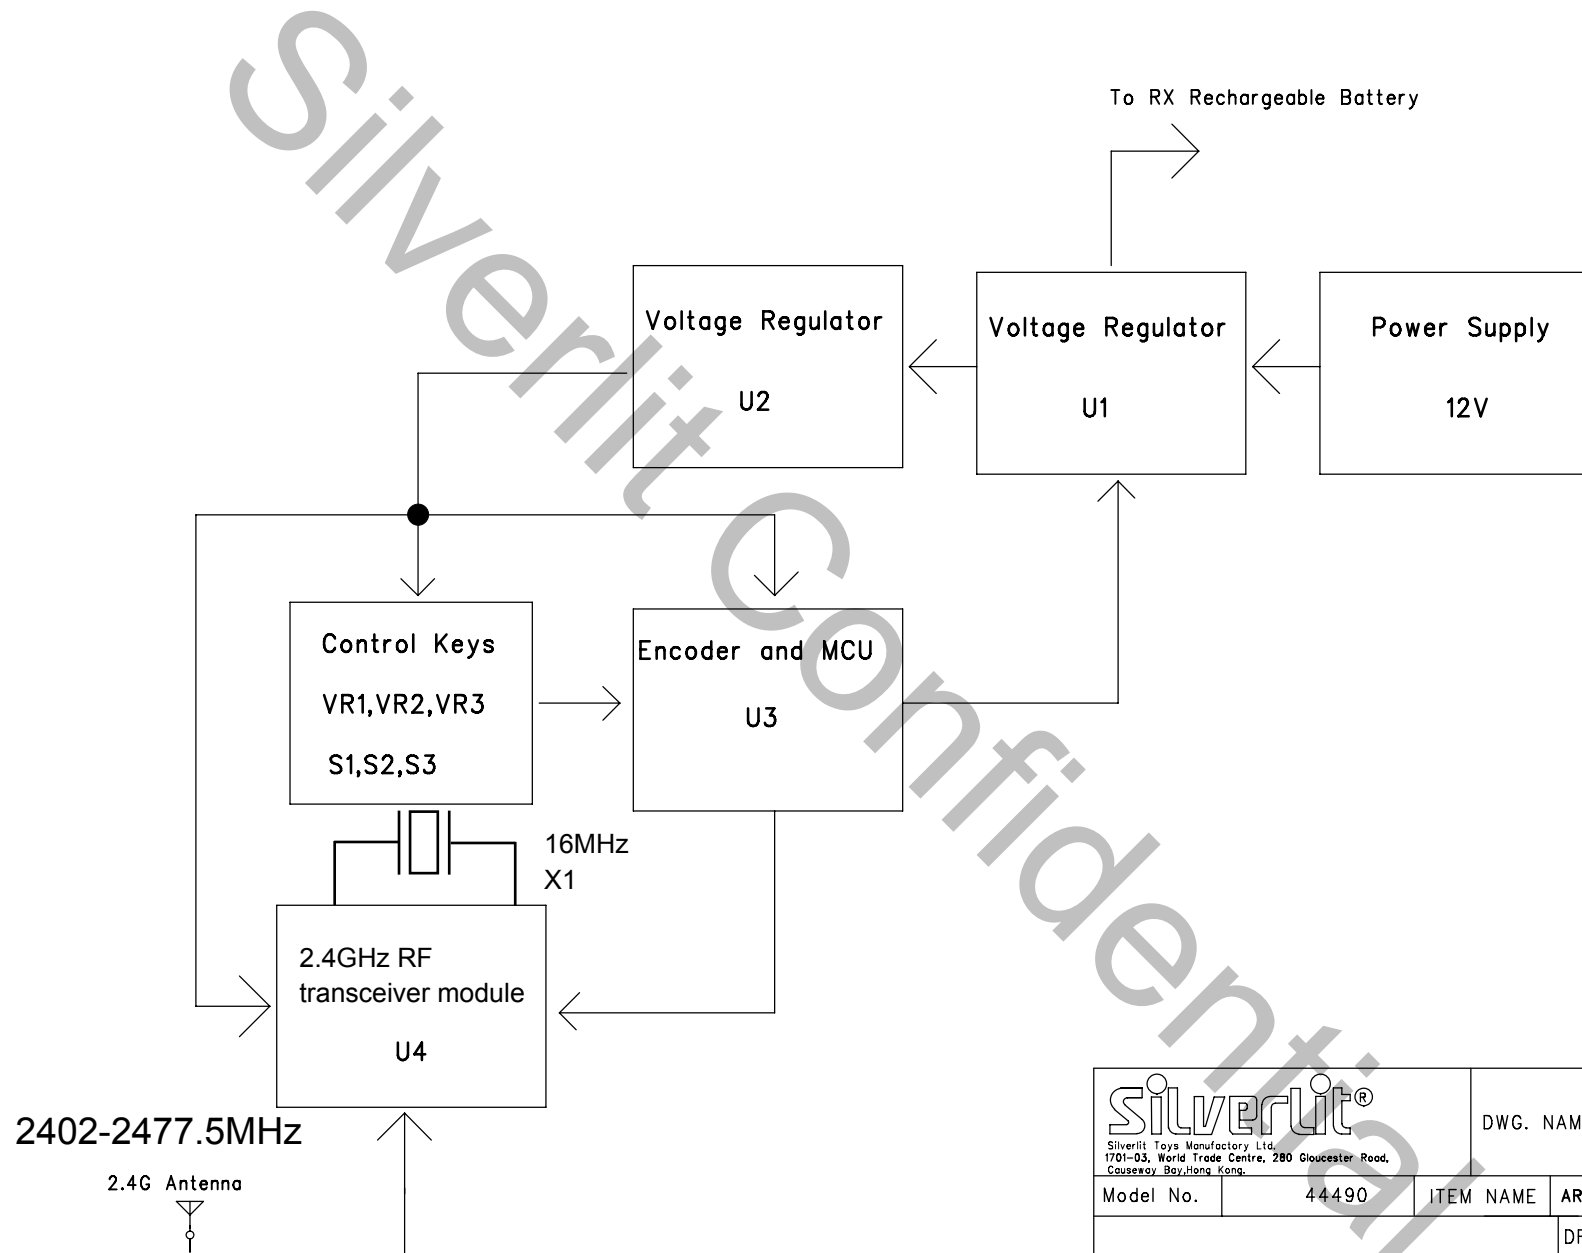 Silverlit Confidential
To RX Rechargeable Battery
Voltage Regulator
U2
Voltage Regulator
U1
Power Supply
12V
Control Keys
VR1,VR2,VR3
S1,S2,S3
Encoder and MCU
U3
16MHz
X1
2.4GHz RF
transceiver module
U4
2402-2477.5MHz
2.4G Antenna
SiLVERLiT®
Silverlit Toys Manufactory Ltd.
1701-03, World Trade Centre, 280 Gloucester Road,
Causeway Bay,Hong Kong.
DWG. NAM
Model No. 44490 ITEM NAME AR
DR